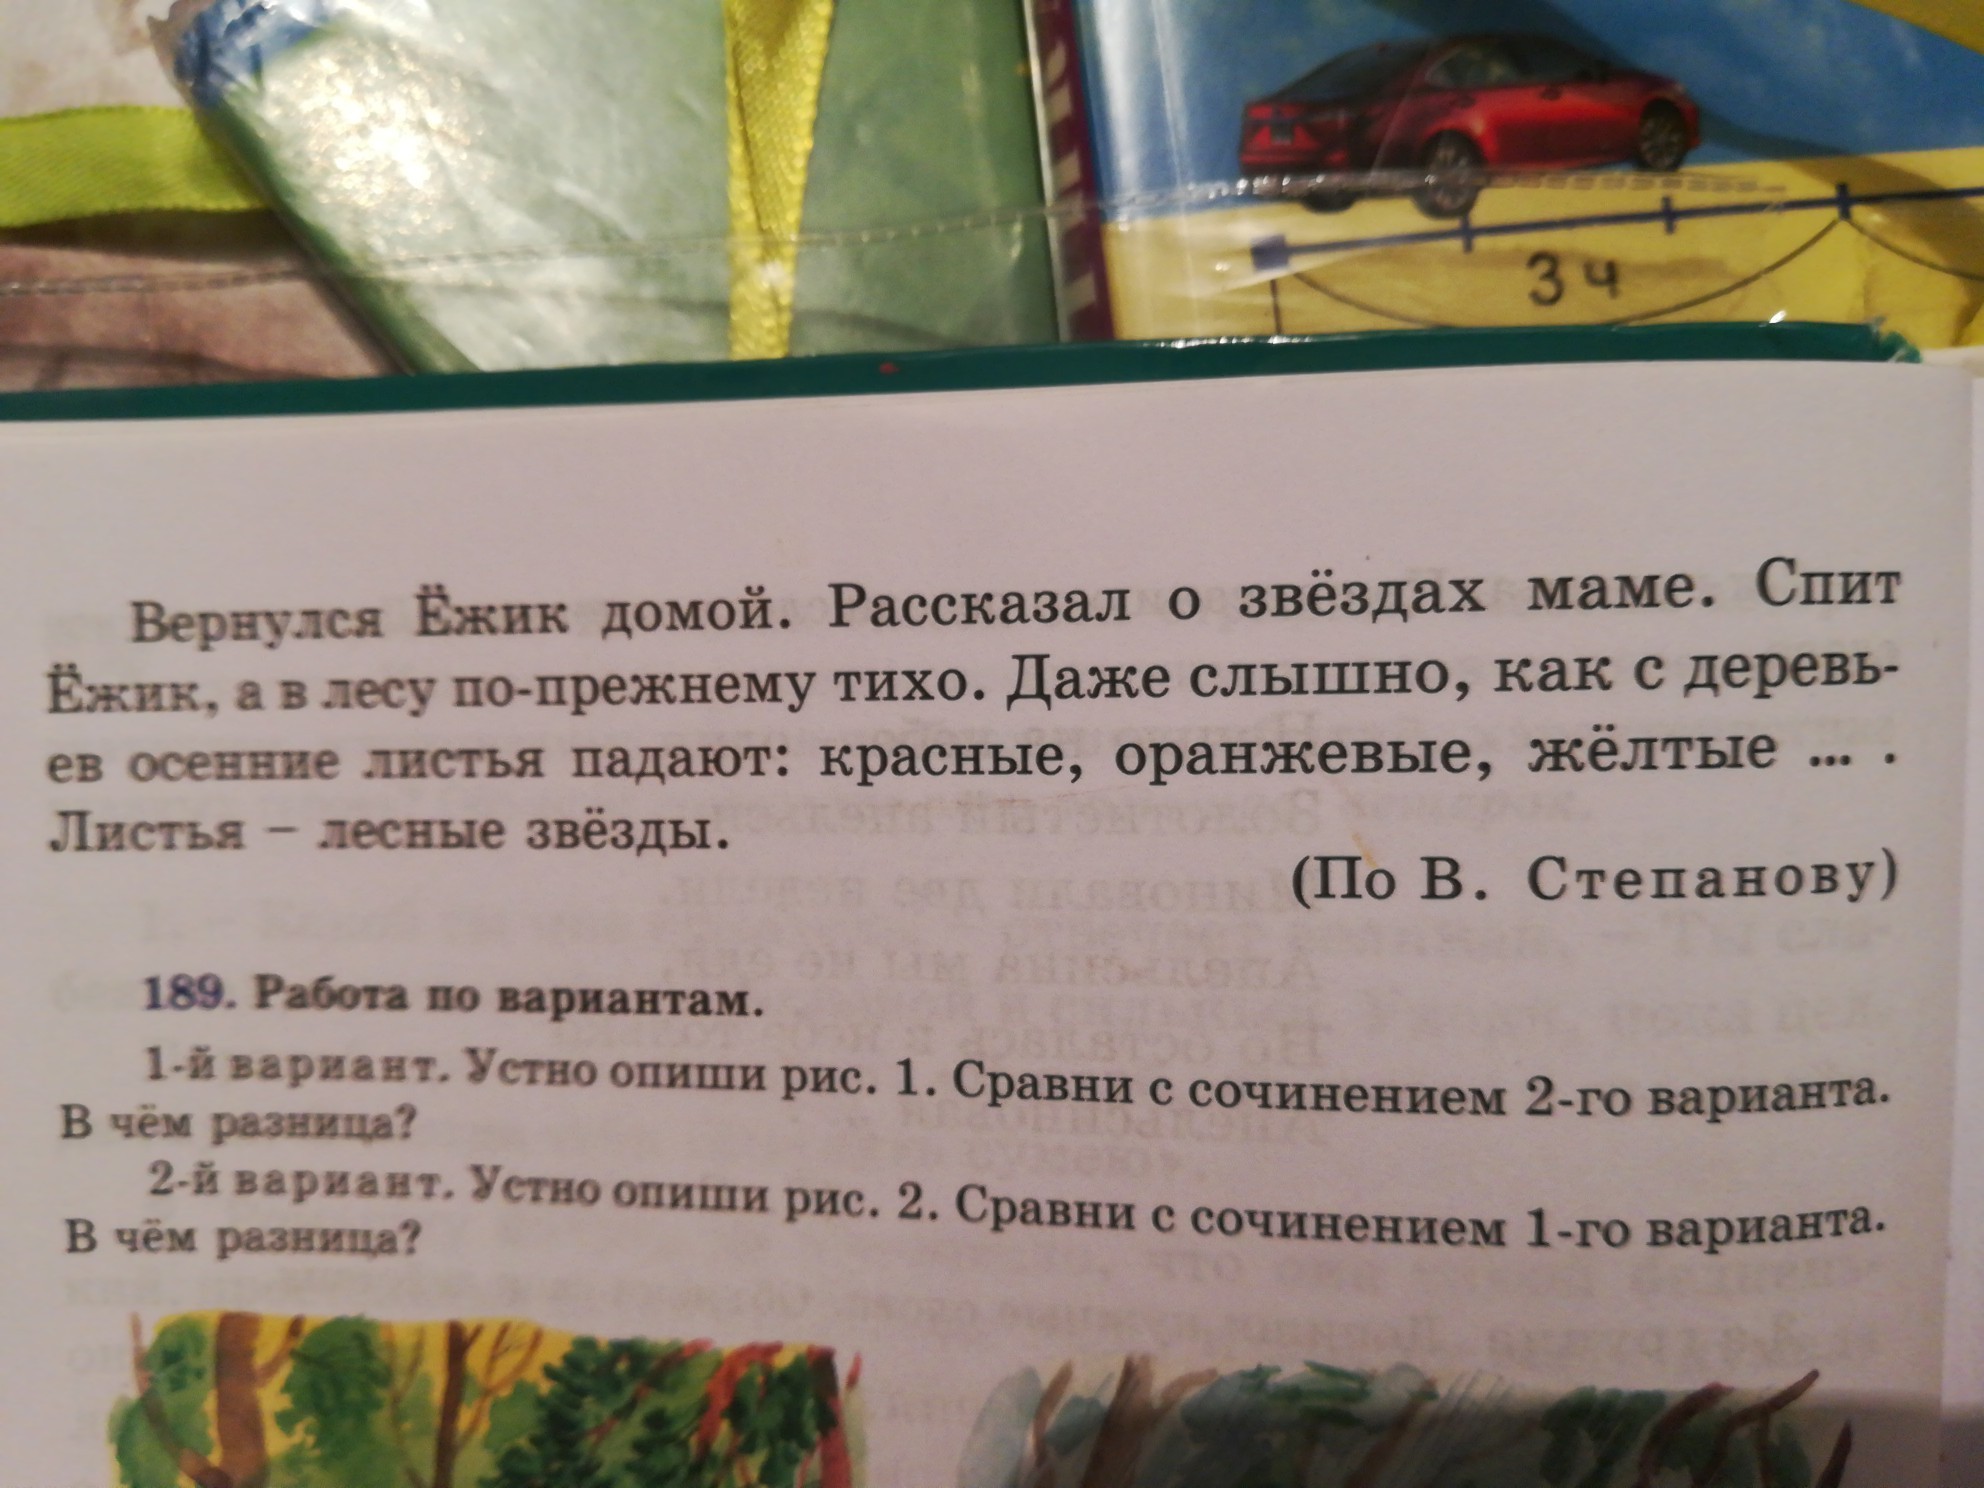 3 ч
Вернулся Ёжик домой. Рассказал о звёздах маме. Спит
Ёжик, а в лесу по-прежнему тихо. Даже слышно, как с деревь-
ев осенние листья падают: красные, оранжевые, жёлтые ... .
Листья – лесные звёзды.
(По В. Степанову)
189. Работа по вариантам.
1-й вариант. Устно опиши рис. 1. Сравни с сочинением 2-го варианта.
В чём разница?
2-й вариант. Устно опиши рис. 2. Сравни с сочинением 1-го варианта.
В чём разница?